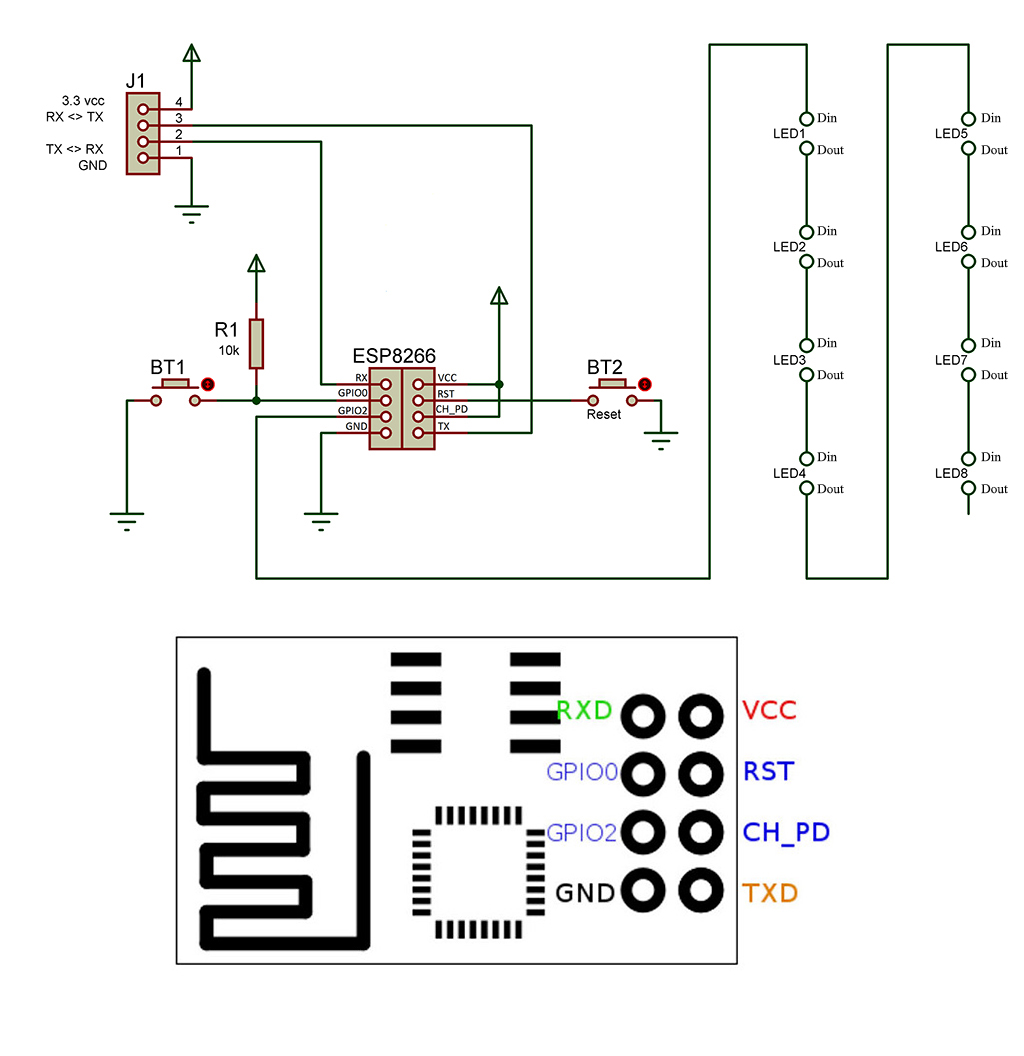 J1
3.3 vcc
RX <> TX
TX <> RX
GND
4
3
2
1
R1
10k
BT1
ESP8266
RX
GPIO0
GPIO2
GND
VCC
RST
CH_PD
TX
BT2
Reset
Din
LED1
Dout
Din
LED2
Dout
Din
LED3
Dout
Din
LED4
Dout
Din
LED5
Dout
Din
LED6
Dout
Din
LED7
Dout
Din
LED8
Dout
RXD VCC
GPIO0 RST
GPIO2 CH_PD
GND TXD